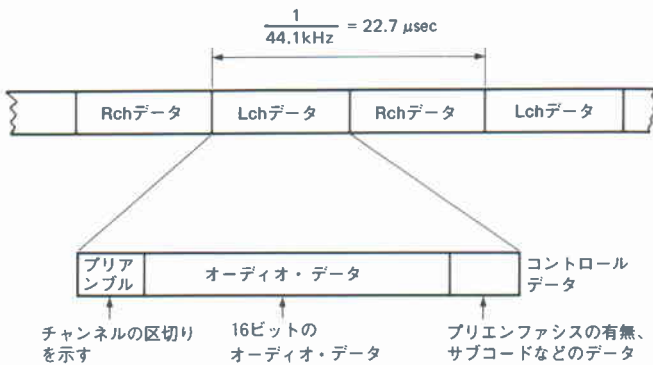 1
44.1kHz
= 22.7 μsec
Rchデータ
Lchデータ
Rchデータ
Lchデータ
プリア
ンブル
オーディオ・データ
コントロール
データ
チャンネルの区切り
を示す
16ビットの
オーディオ・データ
プリエンファシスの有無、
サブコードなどのデータ